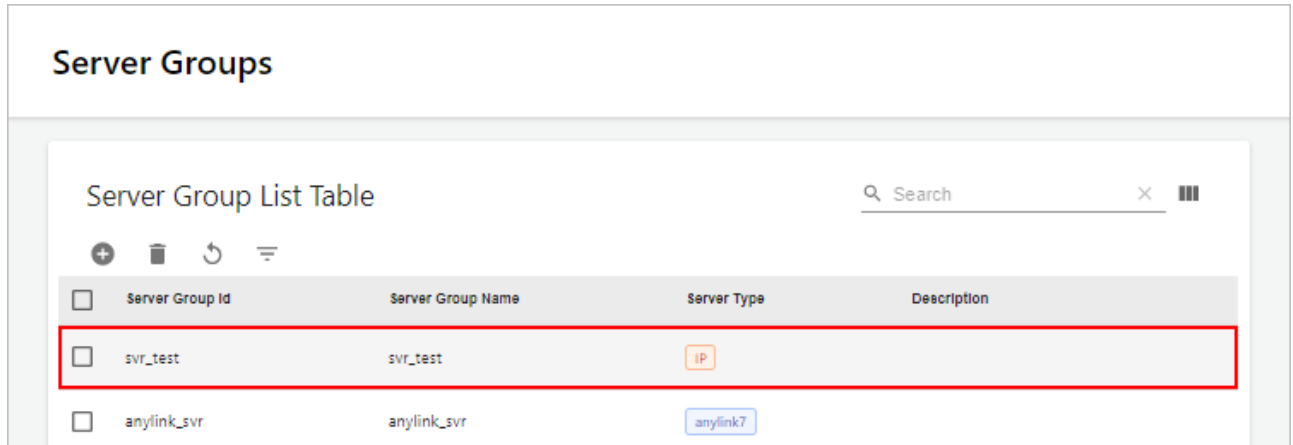 Server Groups
Server Group List Table
Search
Server Group Id Server Group Name Server Type Description
svr_test svr_test IP
anylink_svr anylink_svr anylink7